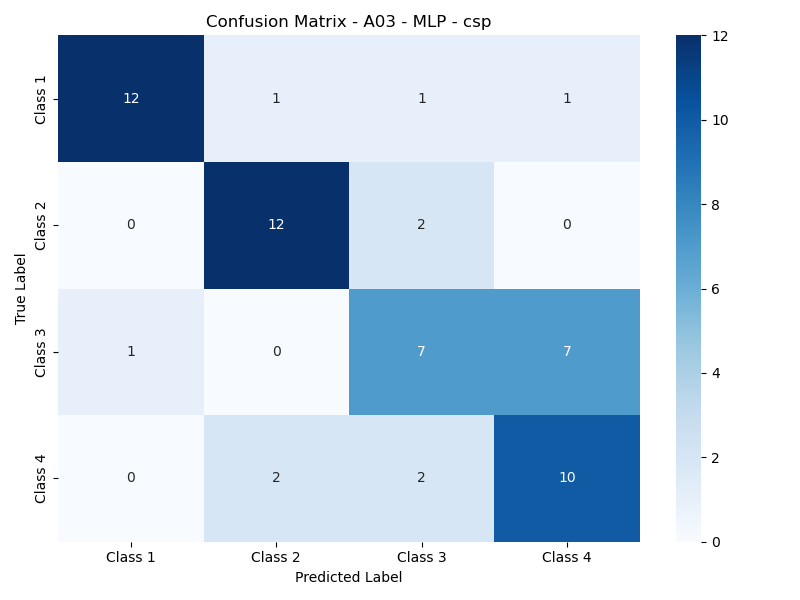 Confusion Matrix - A03 - MLP - csp
True Label
Class 1
12 1 1 1
Class 2
0 12 2 0
Class 3
1 0 7 7
Class 4
0 2 2 10
Class 1 Class 2 Class 3 Class 4
Predicted Label
12
10
8
6
4
2
0